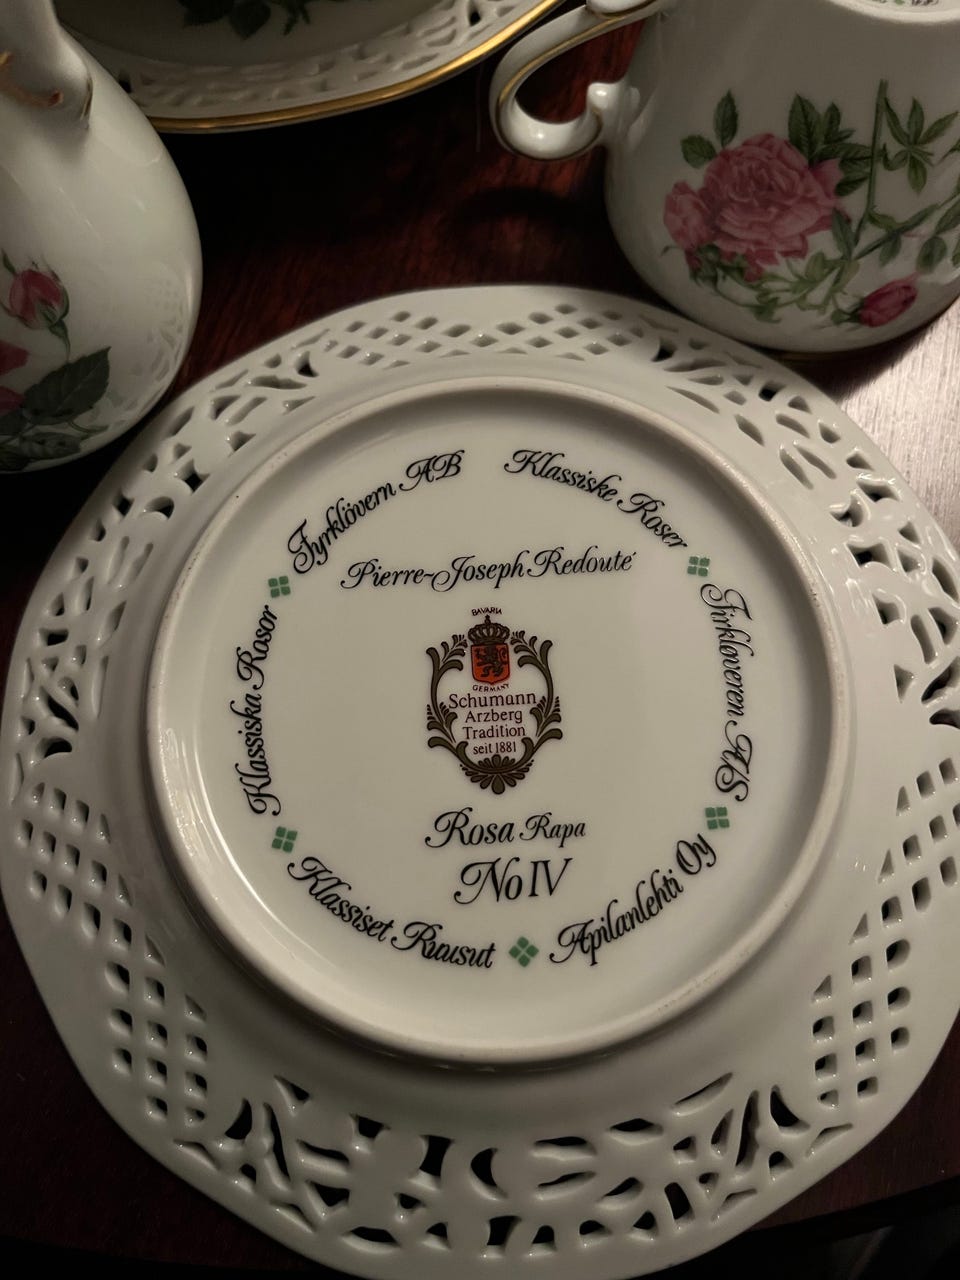 Fyrklövern AB
Klassiske Roser
Pierre-Joseph Redouté
Firkløveren A/S
Klassiska Rosor
BAVARIA
GERMANY
Schumann
Arzberg
Tradition
seit 1881
Rosa Rapa
No IV
Klassiset Ruusut
Apilanlehti Oy